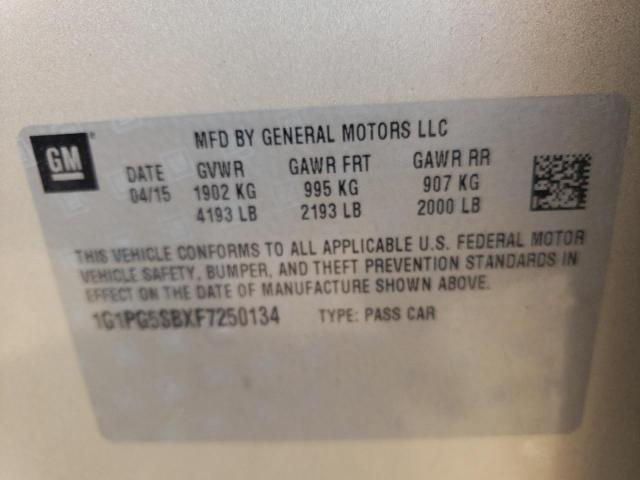 GM
MFD BY GENERAL MOTORS LLC
DATE GVWR GAWR FRT GAWR RR
04/15 1902 KG 995 KG 907 KG
4193 LB 2193 LB 2000 LB
THIS VEHICLE CONFORMS TO ALL APPLICABLE U.S. FEDERAL MOTOR
VEHICLE SAFETY, BUMPER, AND THEFT PREVENTION STANDARDS IN
EFFECT ON THE DATE OF MANUFACTURE SHOWN ABOVE.
1G1PG5SBXF7250134 TYPE: PASS CAR